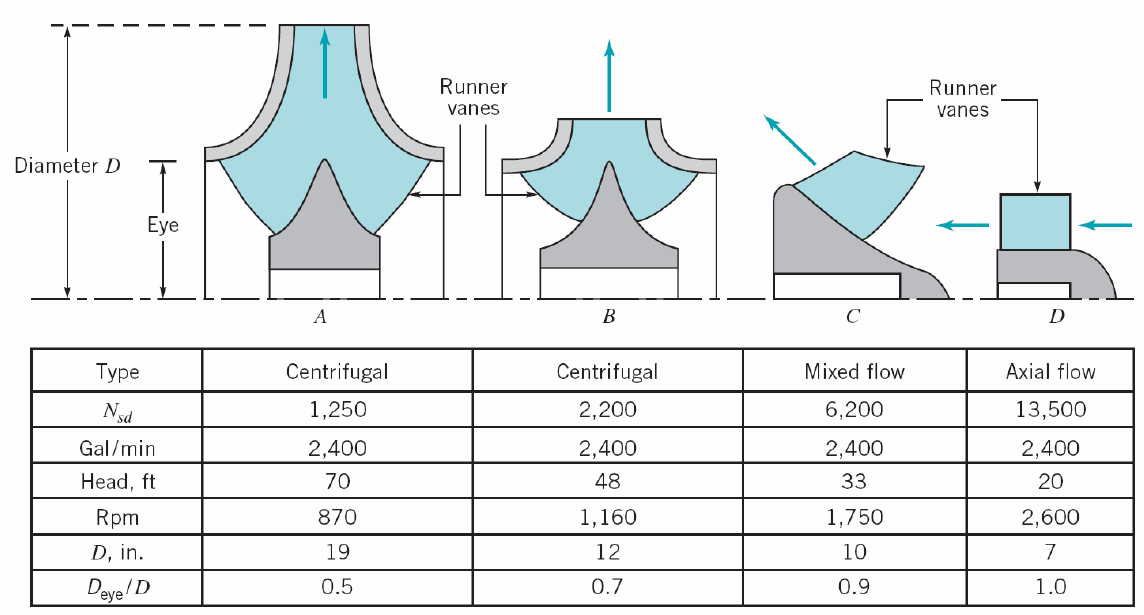 Runner
vanes
Runner
vanes
Diameter D
Eye
A
B
C
D
Type Centrifugal Centrifugal Mixed flow Axial flow
Nsd 1,250 2,200 6,200 13,500
Gal/min 2,400 2,400 2,400 2,400
Head, ft 70 48 33 20
Rpm 870 1,160 1,750 2,600
D, in. 19 12 10 7
Deye/D 0.5 0.7 0.9 1.0